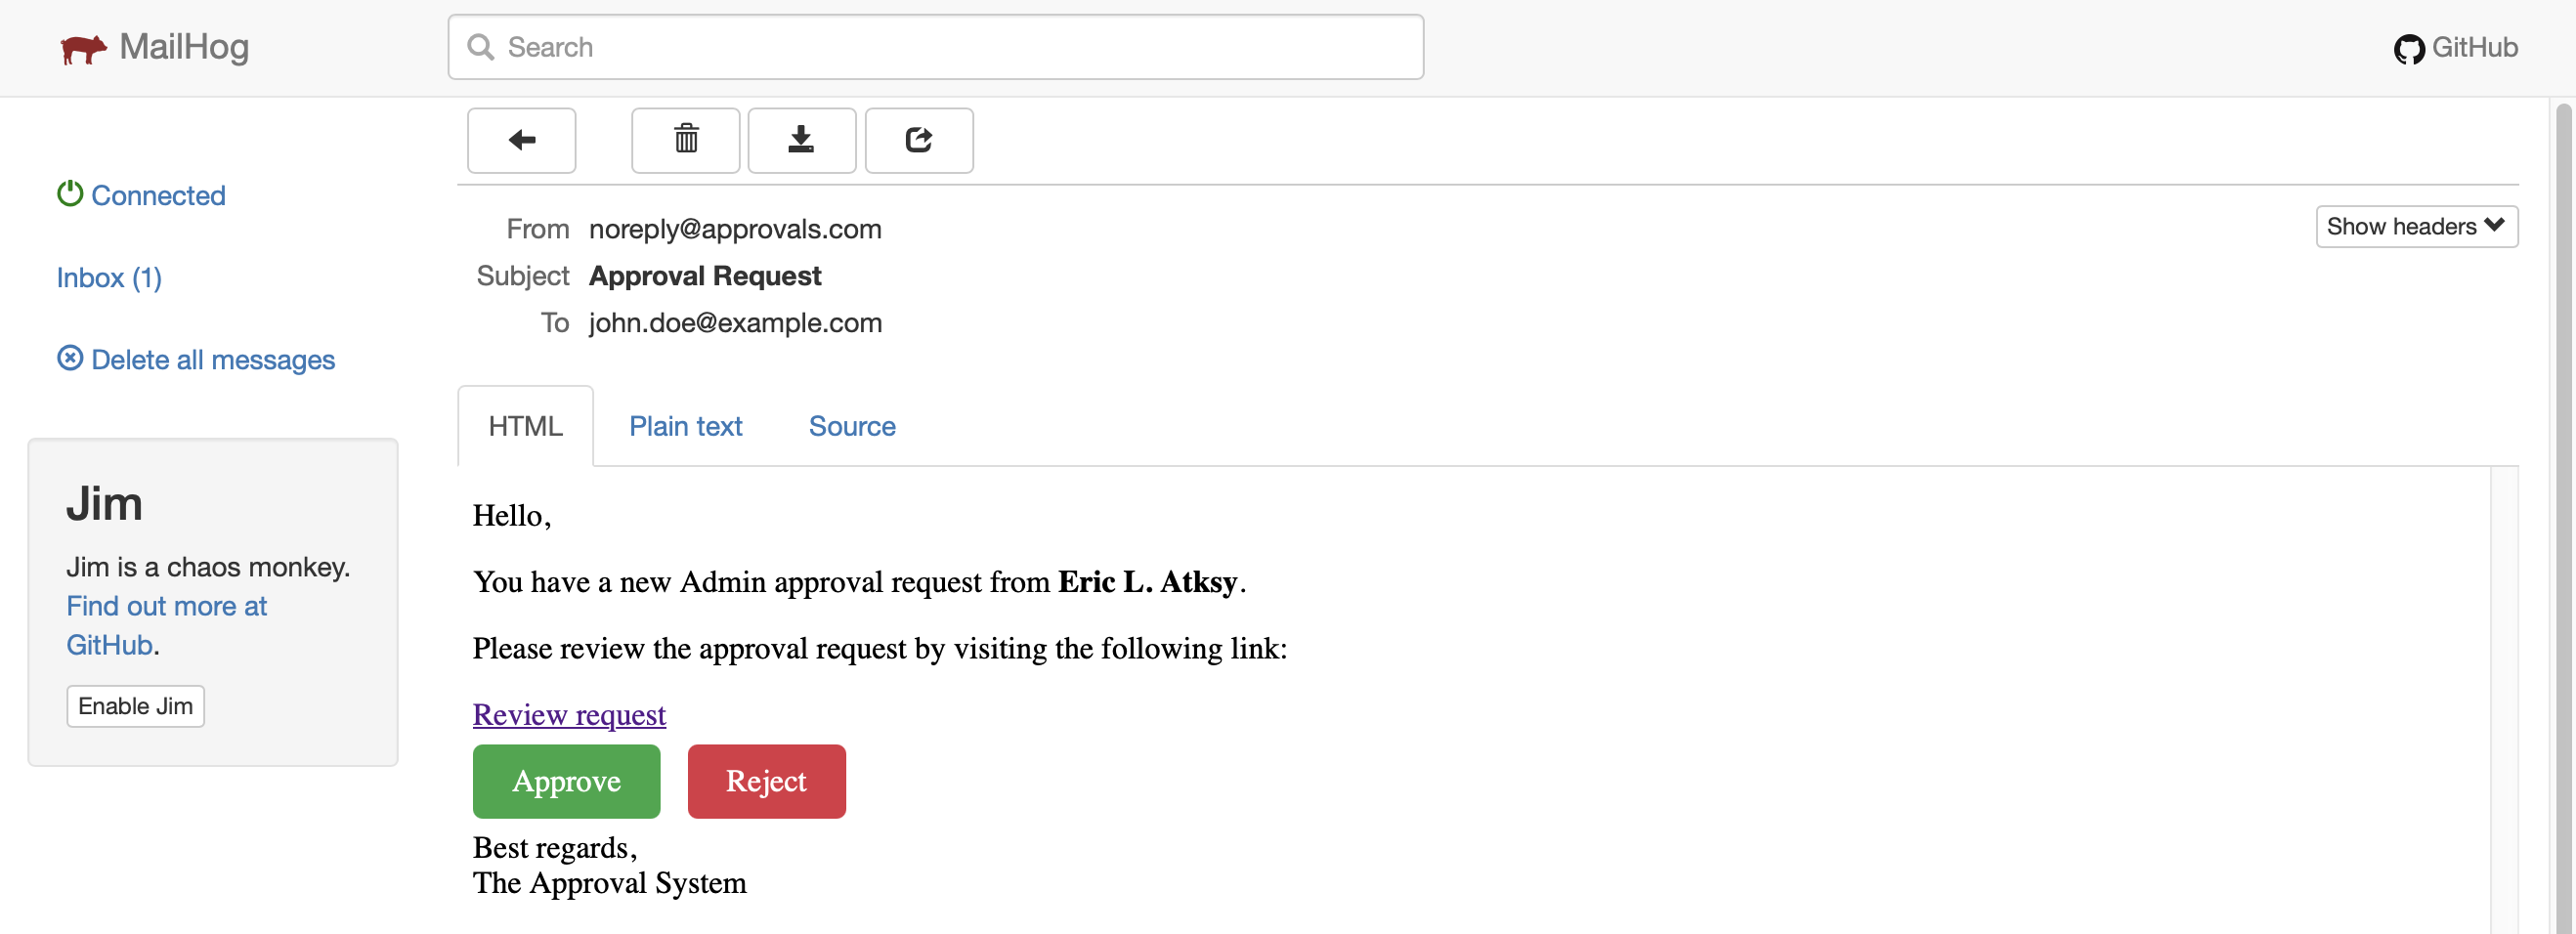 MailHog
Search
GitHub
Connected
Inbox (1)
Delete all messages
Jim
Jim is a chaos monkey.
Find out more at
GitHub.
Enable Jim
From noreply@approvals.com
Show headers
Subject Approval Request
To john.doe@example.com
HTML Plain text Source
Hello,
You have a new Admin approval request from Eric L. Atksy.
Please review the approval request by visiting the following link:
Review request
Approve Reject
Best regards,
The Approval System